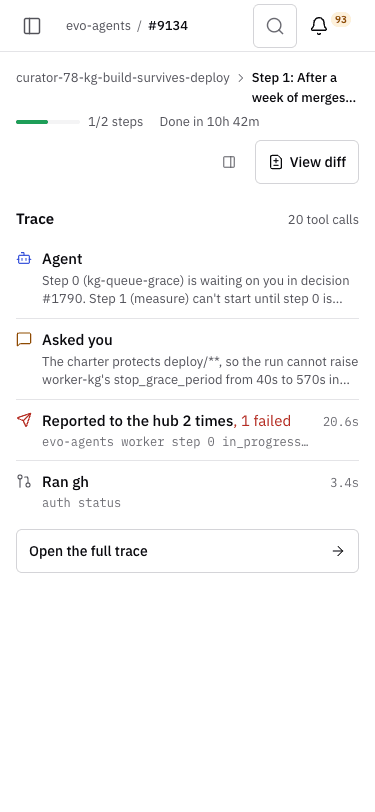 evo-agents / #9134
93
curator-78-kg-build-survives-deploy > Step 1: After a
week of merges...
1/2 steps Done in 10h 42m
View diff
Trace
20 tool calls
Agent
Step 0 (kg-queue-grace) is waiting on you in decision
#1790. Step 1 (measure) can't start until step 0 is...
Asked you
The charter protects deploy/**, so the run cannot raise
worker-kg's stop_grace_period from 40s to 570s in...
Reported to the hub 2 times, 1 failed 20.6s
evo-agents worker step 0 in_progress…
Ran gh 3.4s
auth status
Open the full trace